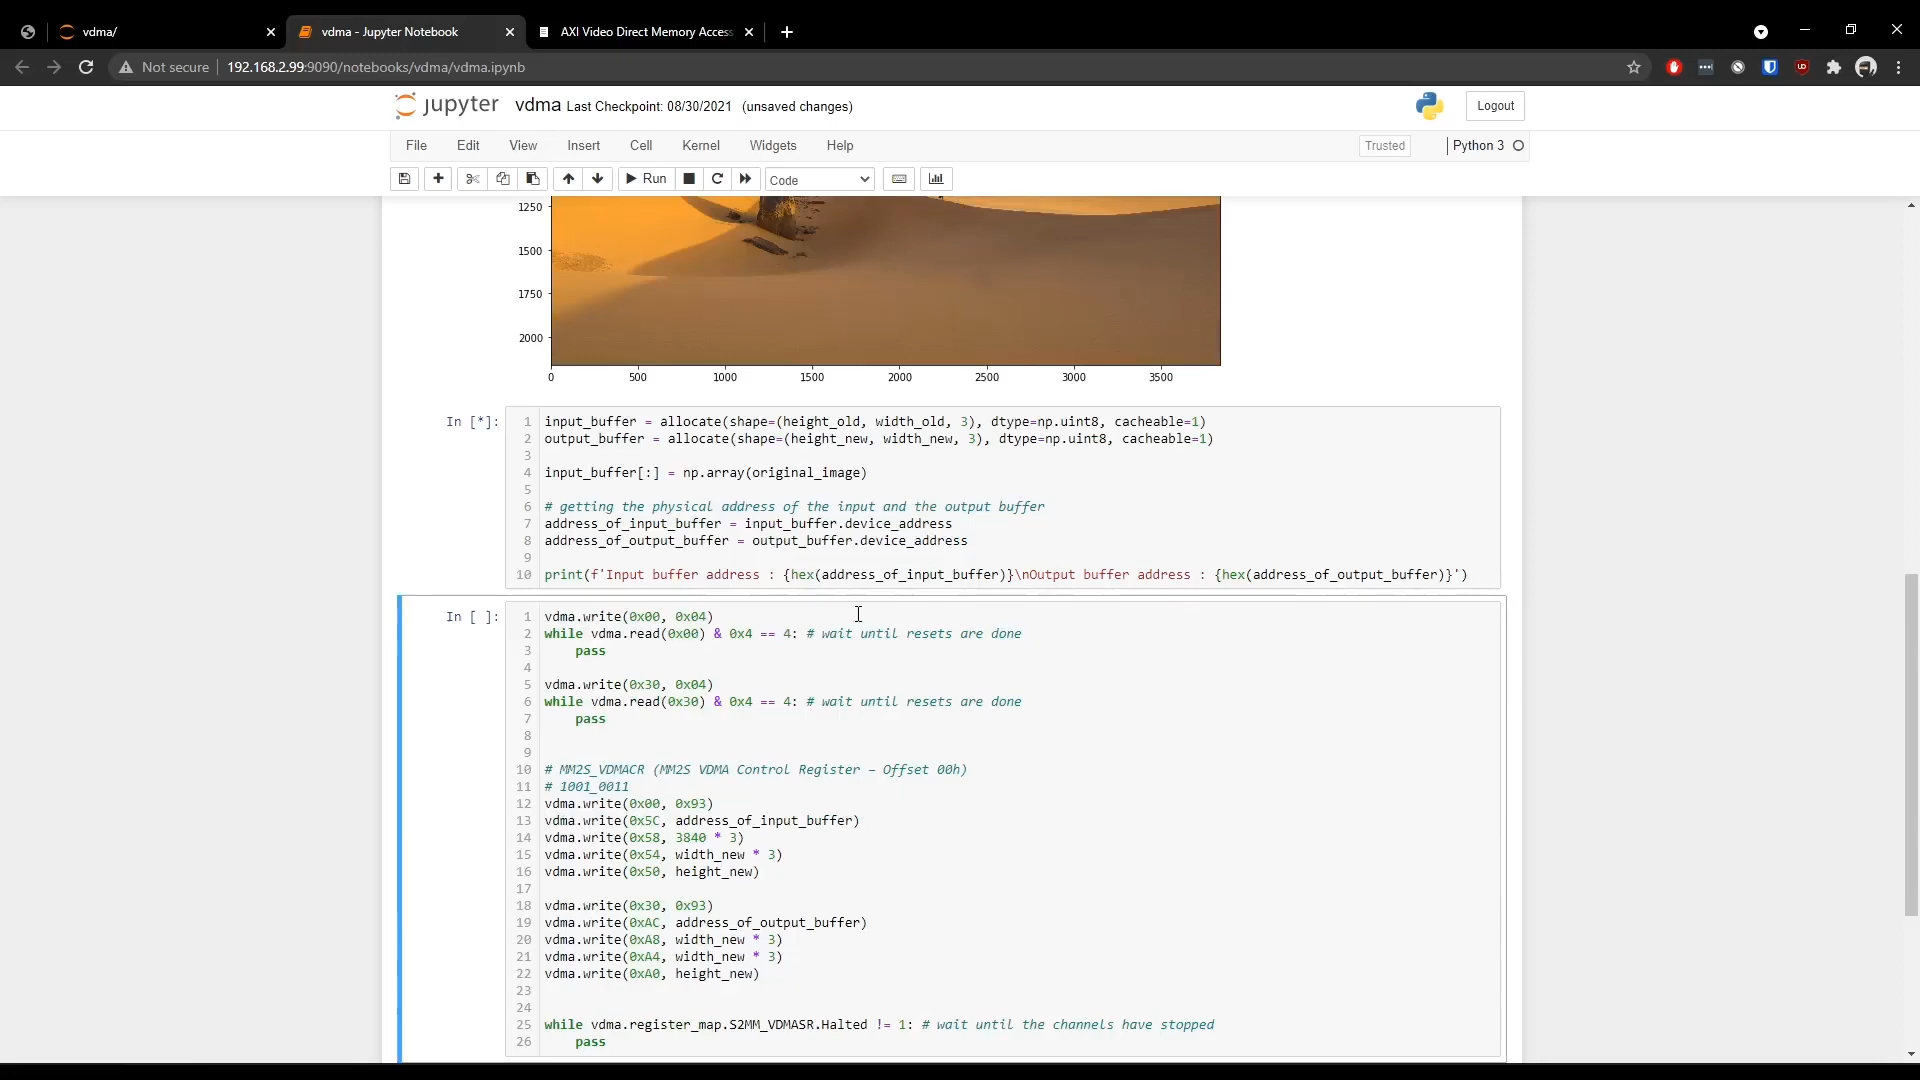 vdma/
vdma - Jupyter Notebook
AXI Video Direct Memory Access
Not secure
192.168.2.99:9090/notebooks/vdma/vdma.ipynb
jupyter
vdma Last Checkpoint: 08/30/2021 (unsaved changes)
Logout
File Edit View Insert Cell Kernel Widgets Help
Trusted
Python 3
Run
Code
1250
1500
1750
2000
0 500 1000 1500 2000 2500 3000 3500
In [*]:
1 input_buffer = allocate(shape=(height_old, width_old, 3), dtype=np.uint8, cacheable=1)
2 output_buffer = allocate(shape=(height_new, width_new, 3), dtype=np.uint8, cacheable=1)
3
4 input_buffer[:] = np.array(original_image)
5
6 # getting the physical address of the input and the output buffer
7 address_of_input_buffer = input_buffer.device_address
8 address_of_output_buffer = output_buffer.device_address
9
10 print(f'Input buffer address : {hex(address_of_input_buffer)}\nOutput buffer address : {hex(address_of_output_buffer)}')
In [ ]:
1 vdma.write(0x00, 0x04)
2 while vdma.read(0x00) & 0x4 == 4: # wait until resets are done
3     pass
4
5 vdma.write(0x30, 0x04)
6 while vdma.read(0x30) & 0x4 == 4: # wait until resets are done
7     pass
8
9
10 # MM2S_VDMACR (MM2S VDMA Control Register – Offset 00h)
11 # 1001_0011
12 vdma.write(0x00, 0x93)
13 vdma.write(0x5C, address_of_input_buffer)
14 vdma.write(0x58, 3840 * 3)
15 vdma.write(0x54, width_new * 3)
16 vdma.write(0x50, height_new)
17
18 vdma.write(0x30, 0x93)
19 vdma.write(0xAC, address_of_output_buffer)
20 vdma.write(0xA8, width_new * 3)
21 vdma.write(0xA4, width_new * 3)
22 vdma.write(0xA0, height_new)
23
24
25 while vdma.register_map.S2MM_VDMASR.Halted != 1: # wait until the channels have stopped
26     pass